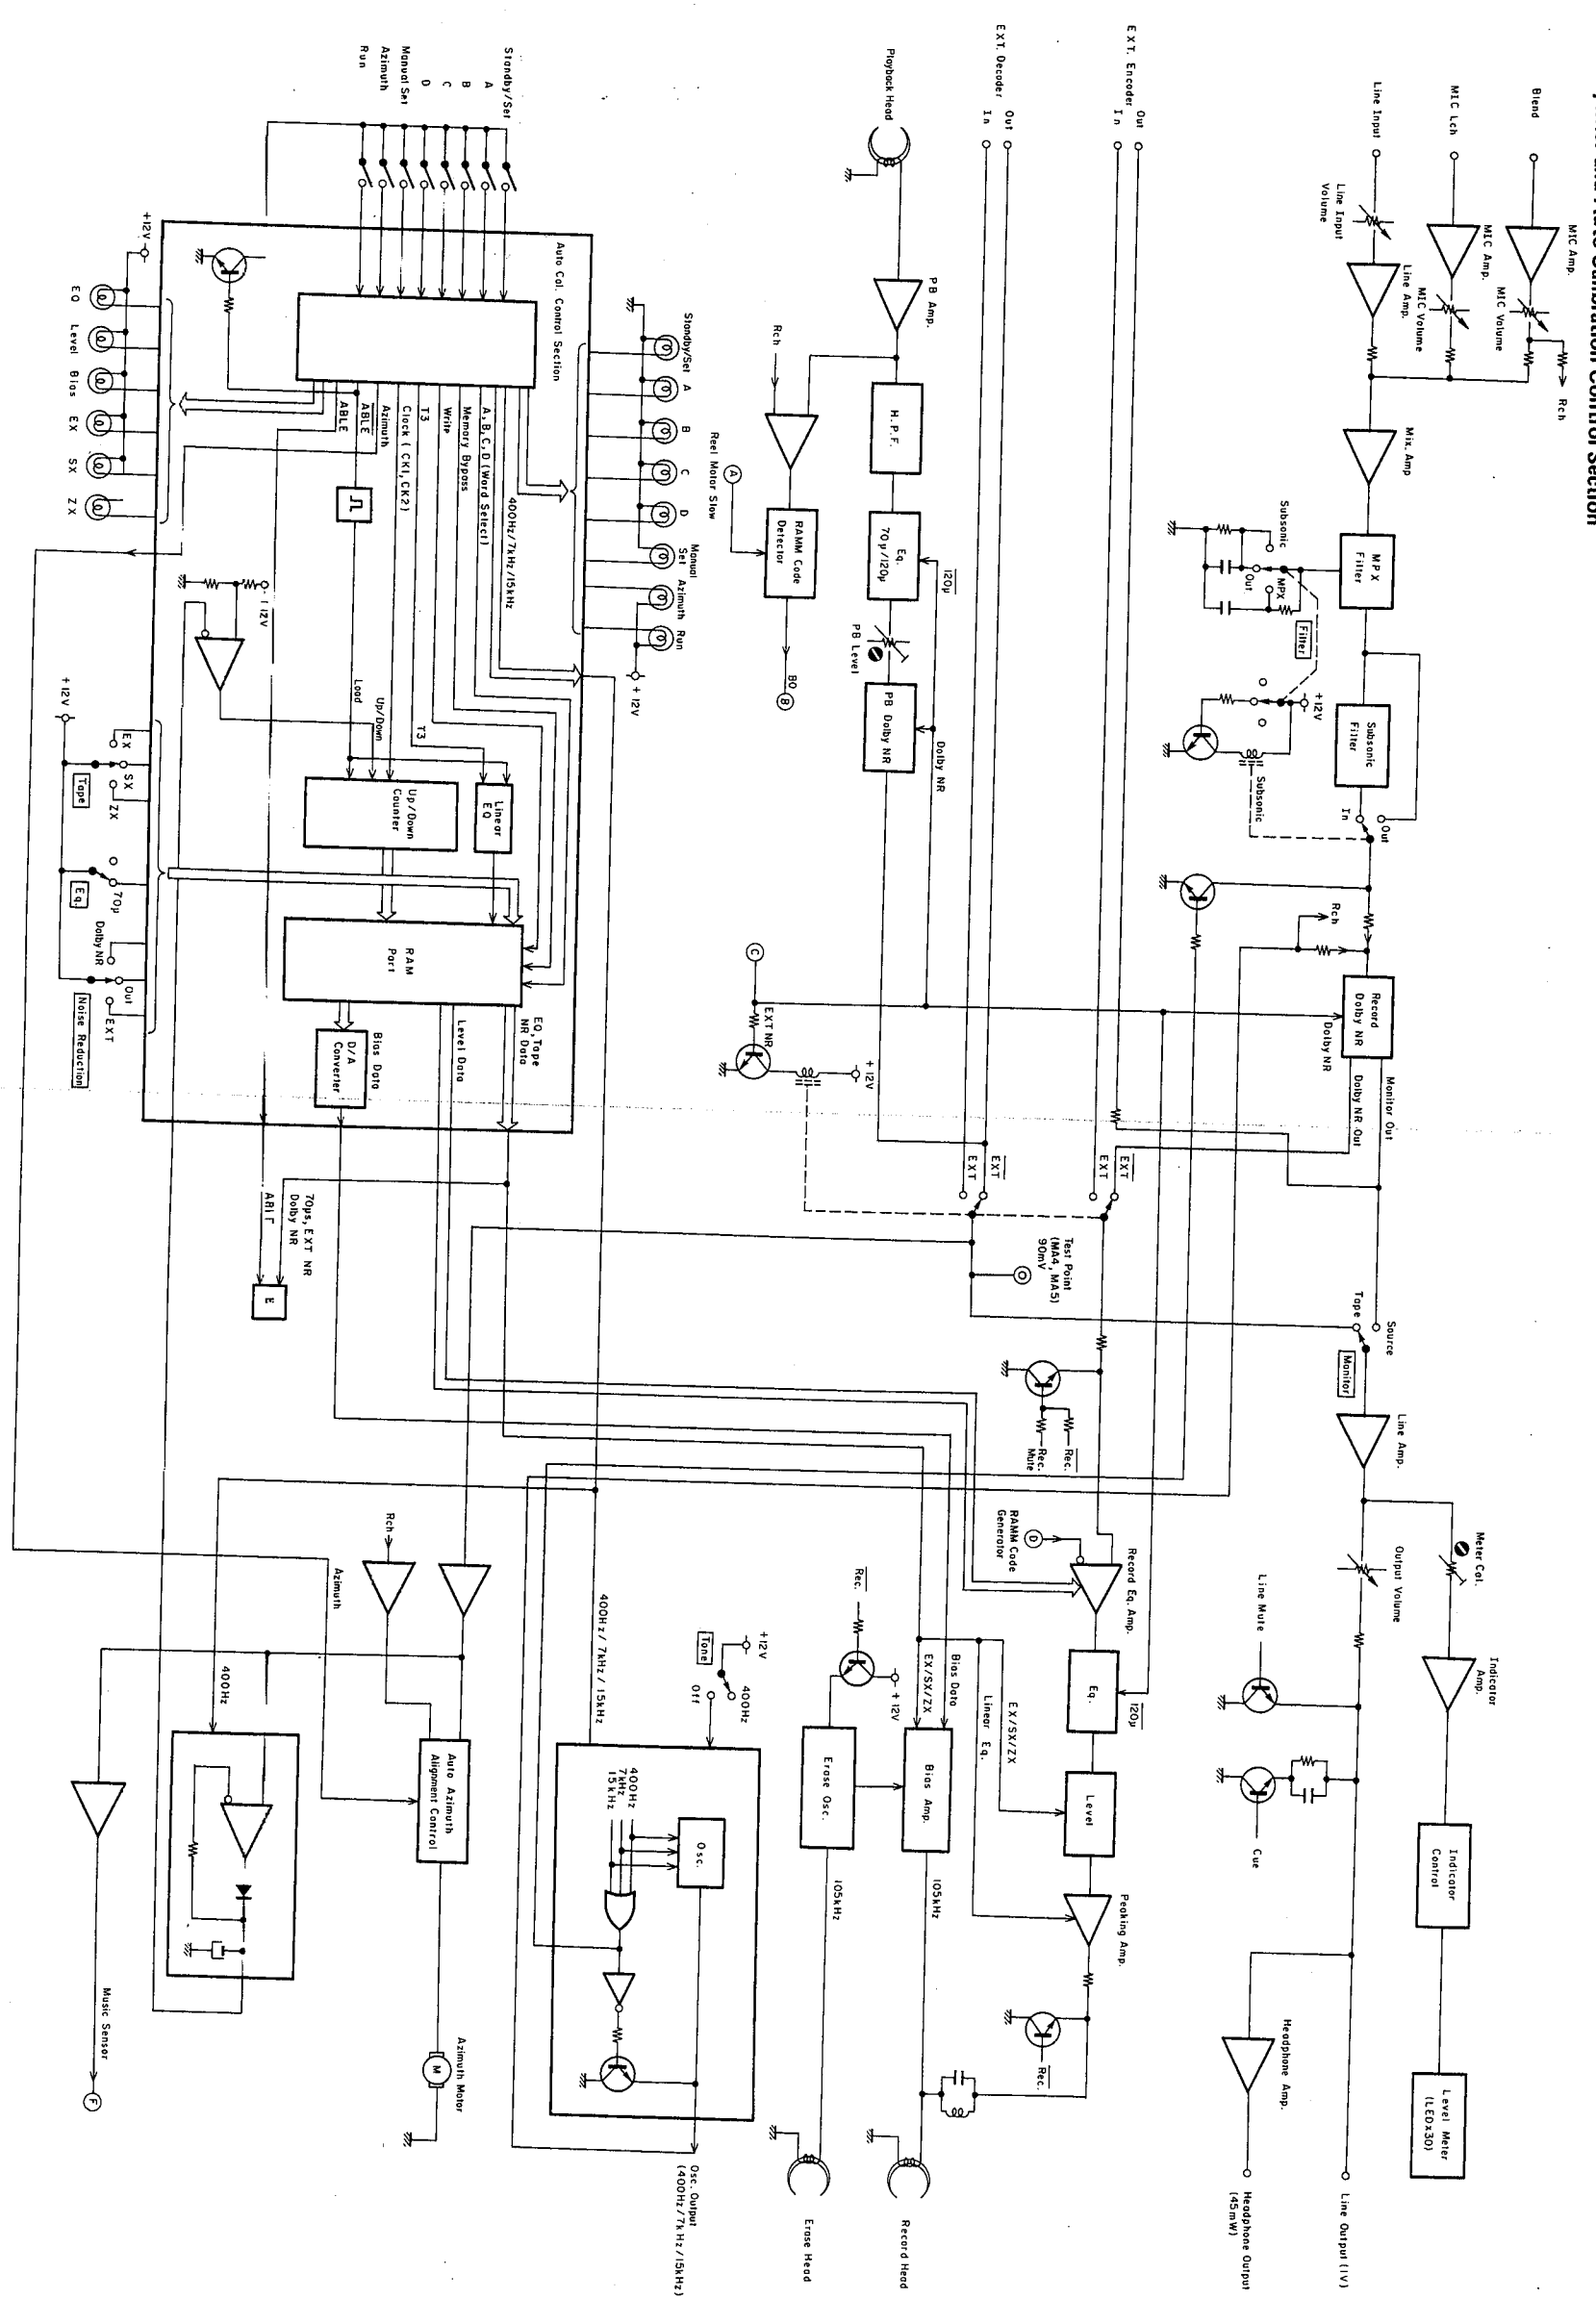 Auto Calibration Control Section
Blend
MIC Amp.
MIC Volume
Rch
MIC Lch
MIC Amp.
MIC Volume
Line Input
Line Input
Volume
Line Amp.
Mix. Amp
MPX
Filter
Subsonic
MPX
Out
Filter
+12V
Subsonic
Subsonic
Filter
In
Out
Rch
Record
Dolby NR
Dolby NR
Monitor Out
Dolby NR Out
Source
Tape
Monitor
Line Amp.
Meter Cal.
Output Volume
Indicator
Amp.
Indicator
Control
Level Meter
(LED×30)
Line Mute
Cue
Headphone Amp.
Line Output (1V)
Headphone Output
(45mW)
EXT. Encoder
Out
In
EXT. Decoder
Out
In
EXT
EXT
EXT
EXT
Test Point
(MA4, MA5)
90mV
Rec.
Rec.
Mute
RAMM Code
Generator
D
Record Eq. Amp.
Eq.
120μ
Level
EX/SX/ZX
Linear Eq.
Peaking Amp.
Rec.
Playback Head
PB Amp.
H.P.F.
Eq.
70μ/120μ
120μ
PB Level
PB Dolby NR
Dolby NR
Rch
Reel Motor Slow
A
RAMM Code
Detector
BO
B
C
EXT NR
+12V
Bias Data
EX/SX/ZX
Bias Amp.
105kHz
Record Head
Rec.
+12V
Erase Osc.
105kHz
Erase Head
+12V
Tone
400Hz
Off
400Hz/7kHz/15kHz
400Hz
7kHz
15kHz
Osc.
Osc. Output
(400Hz/7kHz/15kHz)
Standby/Set
A
B
C
D
Manual Set
Azimuth
Run
Auto Cal. Control Section
Standby/Set
A
B
C
D
Manual
Set
Azimuth
Run
+12V
400Hz/7kHz/15kHz
A,B,C,D (Word Select)
Memory Bypass
Write
T3
Clock (CK1,CK2)
Azimuth
ABLE
ABLE
Load
Up/Down
T3
Linear
EQ
Up/Down
Counter
RAM
Port
EQ,Tape
NR Data
Level Data
Bias Data
D/A
Converter
+12V
EQ
Level
Bias
EX
SX
ZX
+12V
+12V
EX
SX
ZX
Tape
70μ
Eq.
Dolby NR
Out
EXT
Noise Reduction
70μs, EXT NR
Dolby NR
E
Rch
Azimuth
400Hz
Auto Azimuth
Alignment Control
M
Azimuth Motor
Music Sensor
F